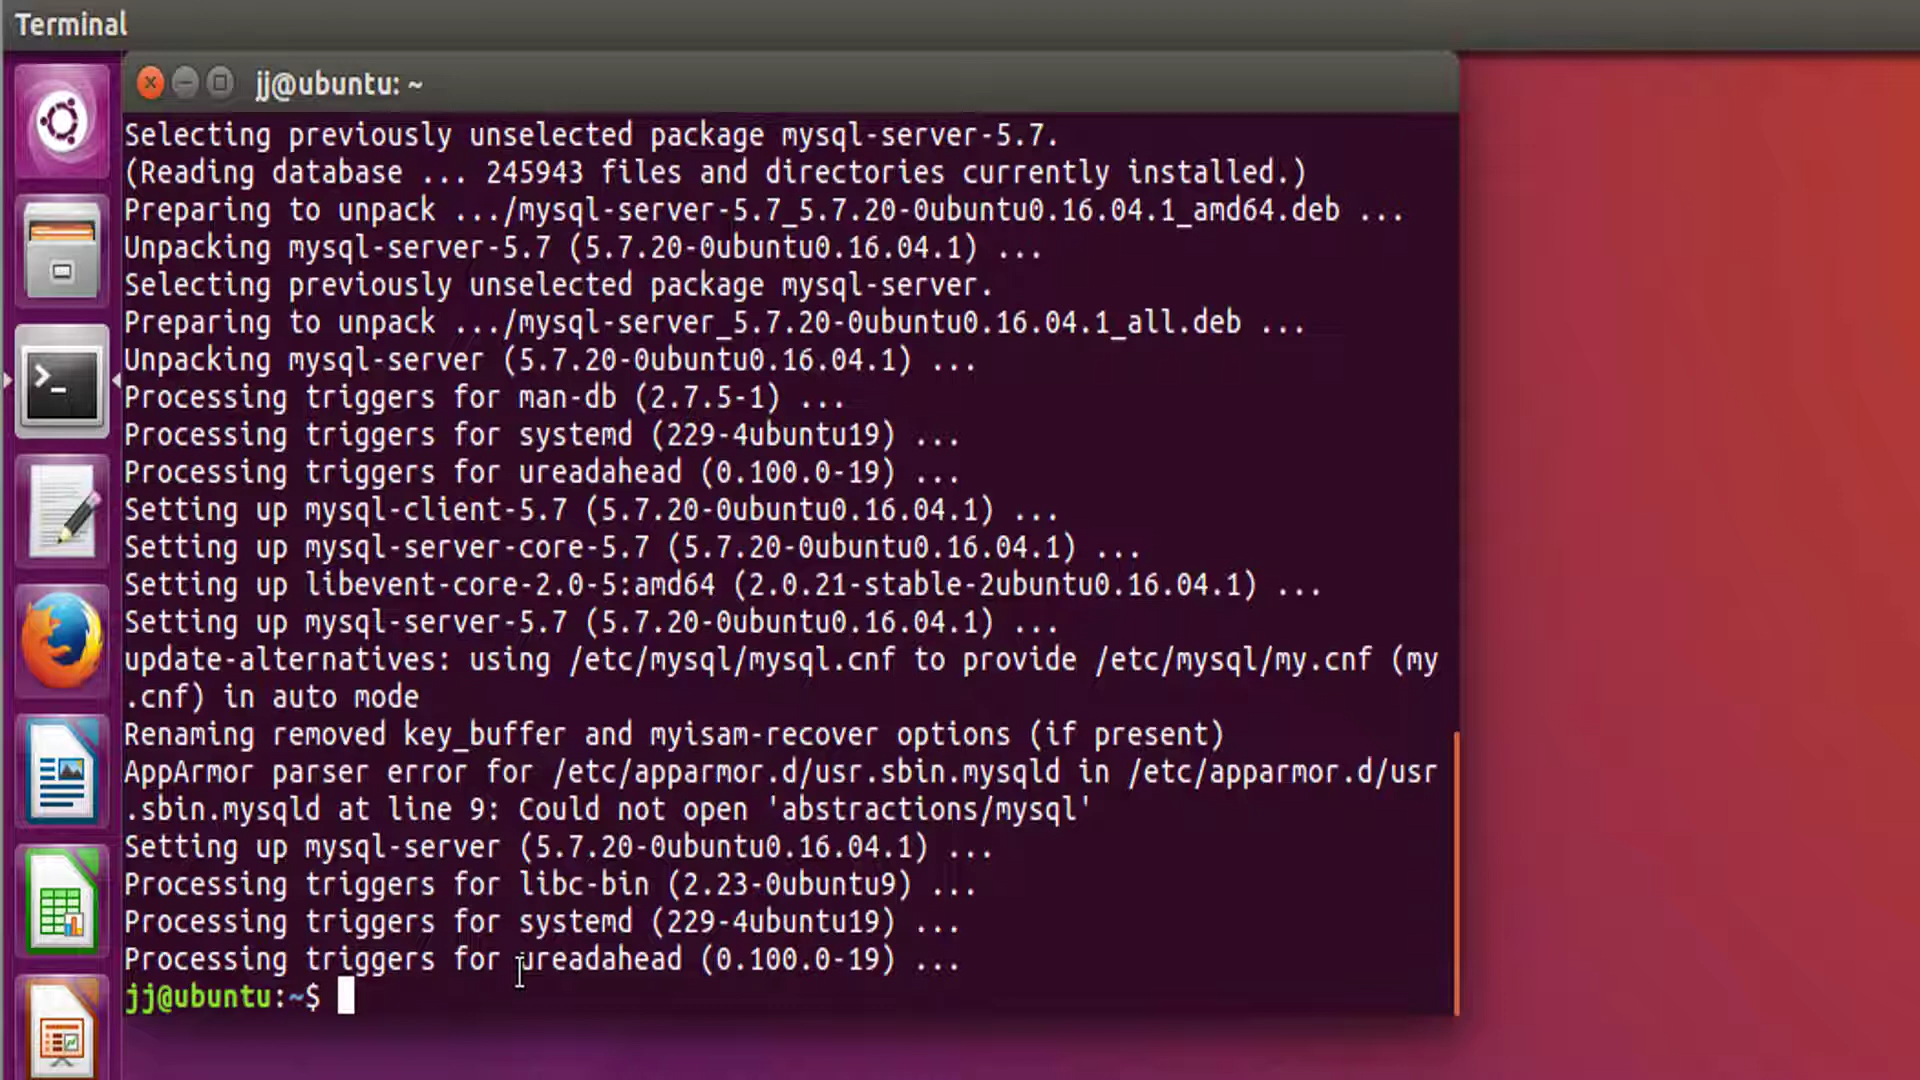 Terminal
jj@ubuntu: ~
Selecting previously unselected package mysql-server-5.7.
(Reading database ... 245943 files and directories currently installed.)
Preparing to unpack .../mysql-server-5.7_5.7.20-0ubuntu0.16.04.1_amd64.deb ...
Unpacking mysql-server-5.7 (5.7.20-0ubuntu0.16.04.1) ...
Selecting previously unselected package mysql-server.
Preparing to unpack .../mysql-server_5.7.20-0ubuntu0.16.04.1_all.deb ...
Unpacking mysql-server (5.7.20-0ubuntu0.16.04.1) ...
Processing triggers for man-db (2.7.5-1) ...
Processing triggers for systemd (229-4ubuntu19) ...
Processing triggers for ureadahead (0.100.0-19) ...
Setting up mysql-client-5.7 (5.7.20-0ubuntu0.16.04.1) ...
Setting up mysql-server-core-5.7 (5.7.20-0ubuntu0.16.04.1) ...
Setting up libevent-core-2.0-5:amd64 (2.0.21-stable-2ubuntu0.16.04.1) ...
Setting up mysql-server-5.7 (5.7.20-0ubuntu0.16.04.1) ...
update-alternatives: using /etc/mysql/mysql.cnf to provide /etc/mysql/my.cnf (my
.cnf) in auto mode
Renaming removed key_buffer and myisam-recover options (if present)
AppArmor parser error for /etc/apparmor.d/usr.sbin.mysqld in /etc/apparmor.d/usr
.sbin.mysqld at line 9: Could not open 'abstractions/mysql'
Setting up mysql-server (5.7.20-0ubuntu0.16.04.1) ...
Processing triggers for libc-bin (2.23-0ubuntu9) ...
Processing triggers for systemd (229-4ubuntu19) ...
Processing triggers for ureadahead (0.100.0-19) ...
jj@ubuntu:~$